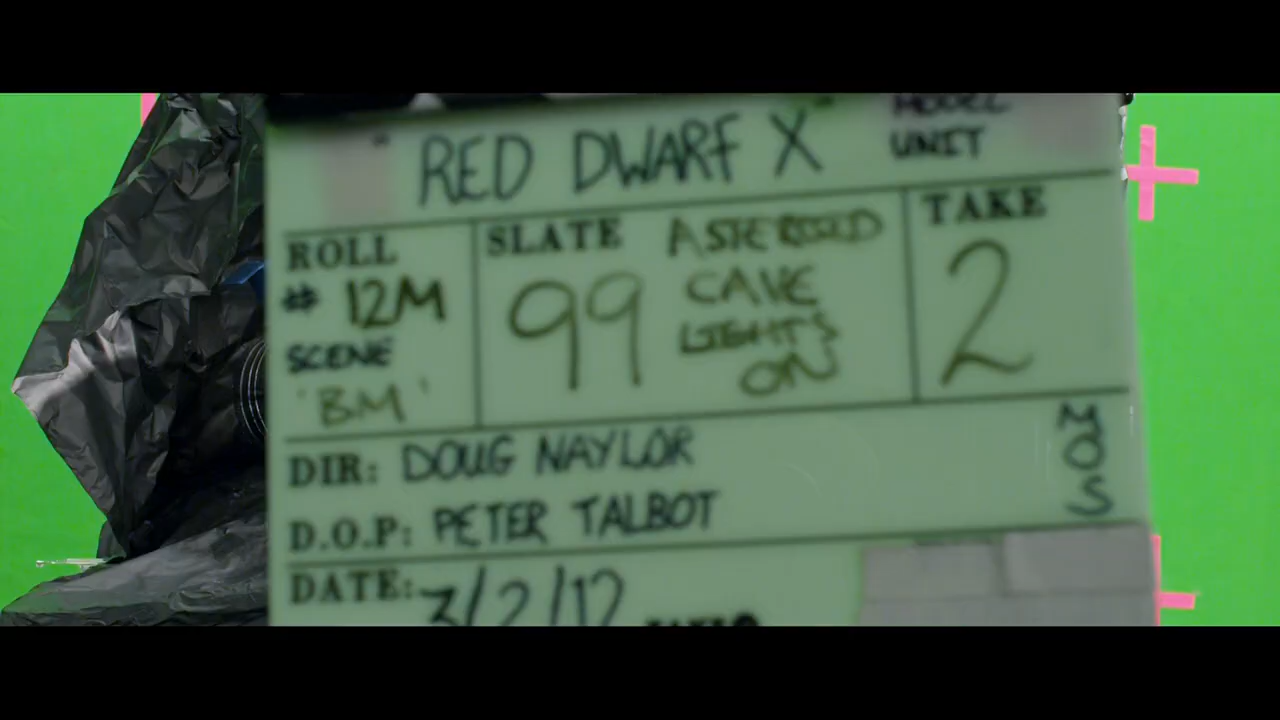 "RED DWARF X"
MODEL
UNIT
ROLL
# 12M
SCENE
'BM'
SLATE
99
ASTEROID
CAVE
LIGHTS
ON
TAKE
2
DIR: DOUG NAYLOR
D.O.P: PETER TALBOT
MOS
DATE: 3/2/12